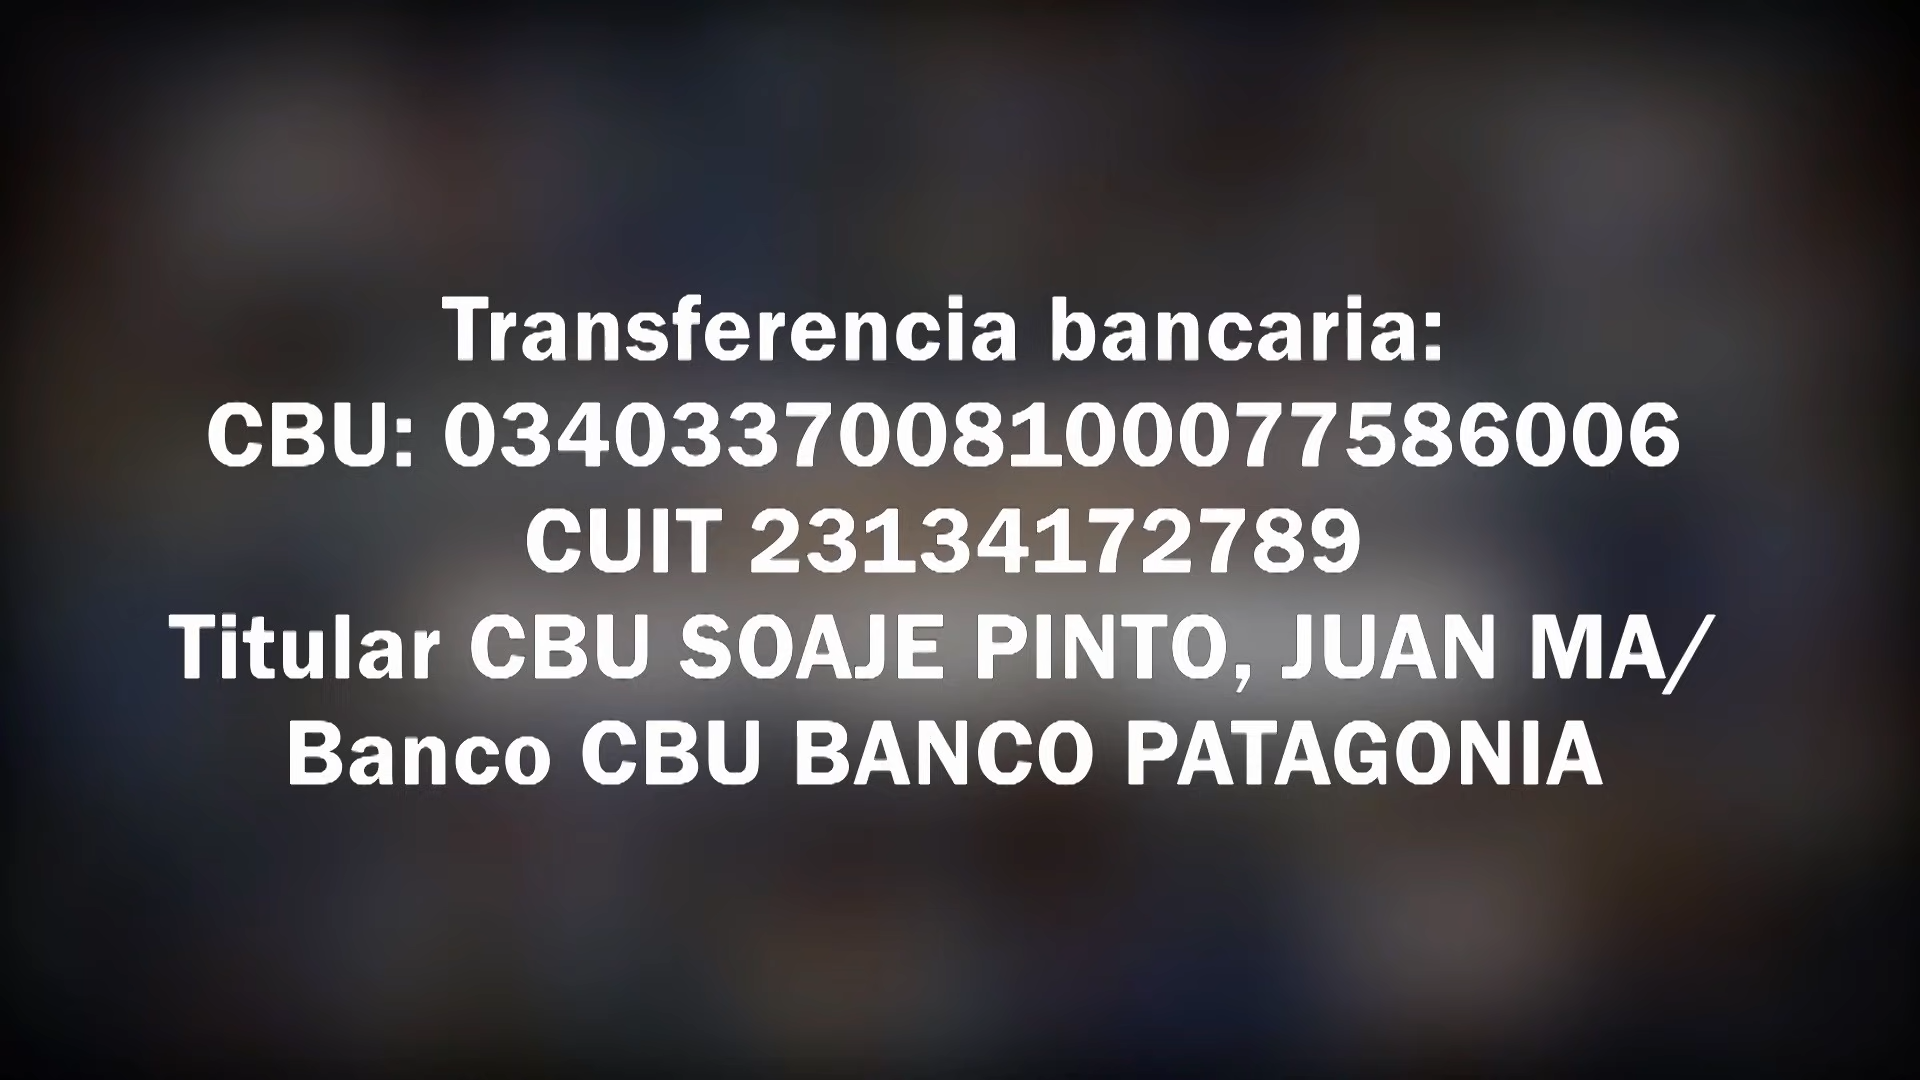 Transferencia bancaria:
CBU: 0340337008100077586006
CUIT 23134172789
Titular CBU SOAJE PINTO, JUAN MA/
Banco CBU BANCO PATAGONIA